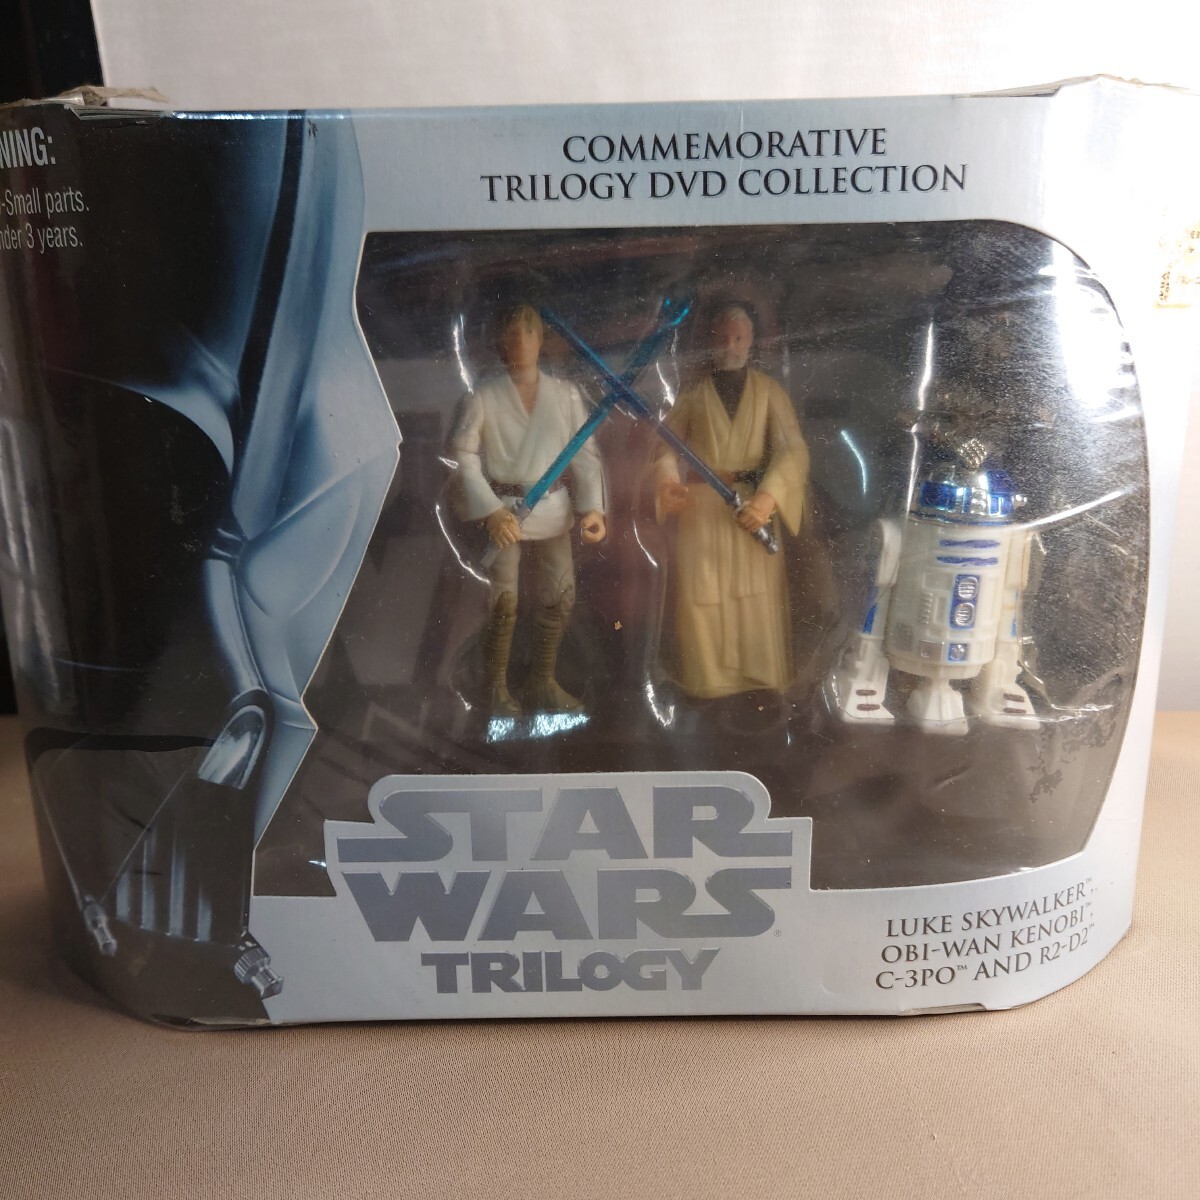 NING:
-Small parts.
nder 3 years.
COMMEMORATIVE
TRILOGY DVD COLLECTION
STAR
WARS®
TRILOGY
LUKE SKYWALKER™,
OBI-WAN KENOBI™,
C-3PO™ AND R2-D2™